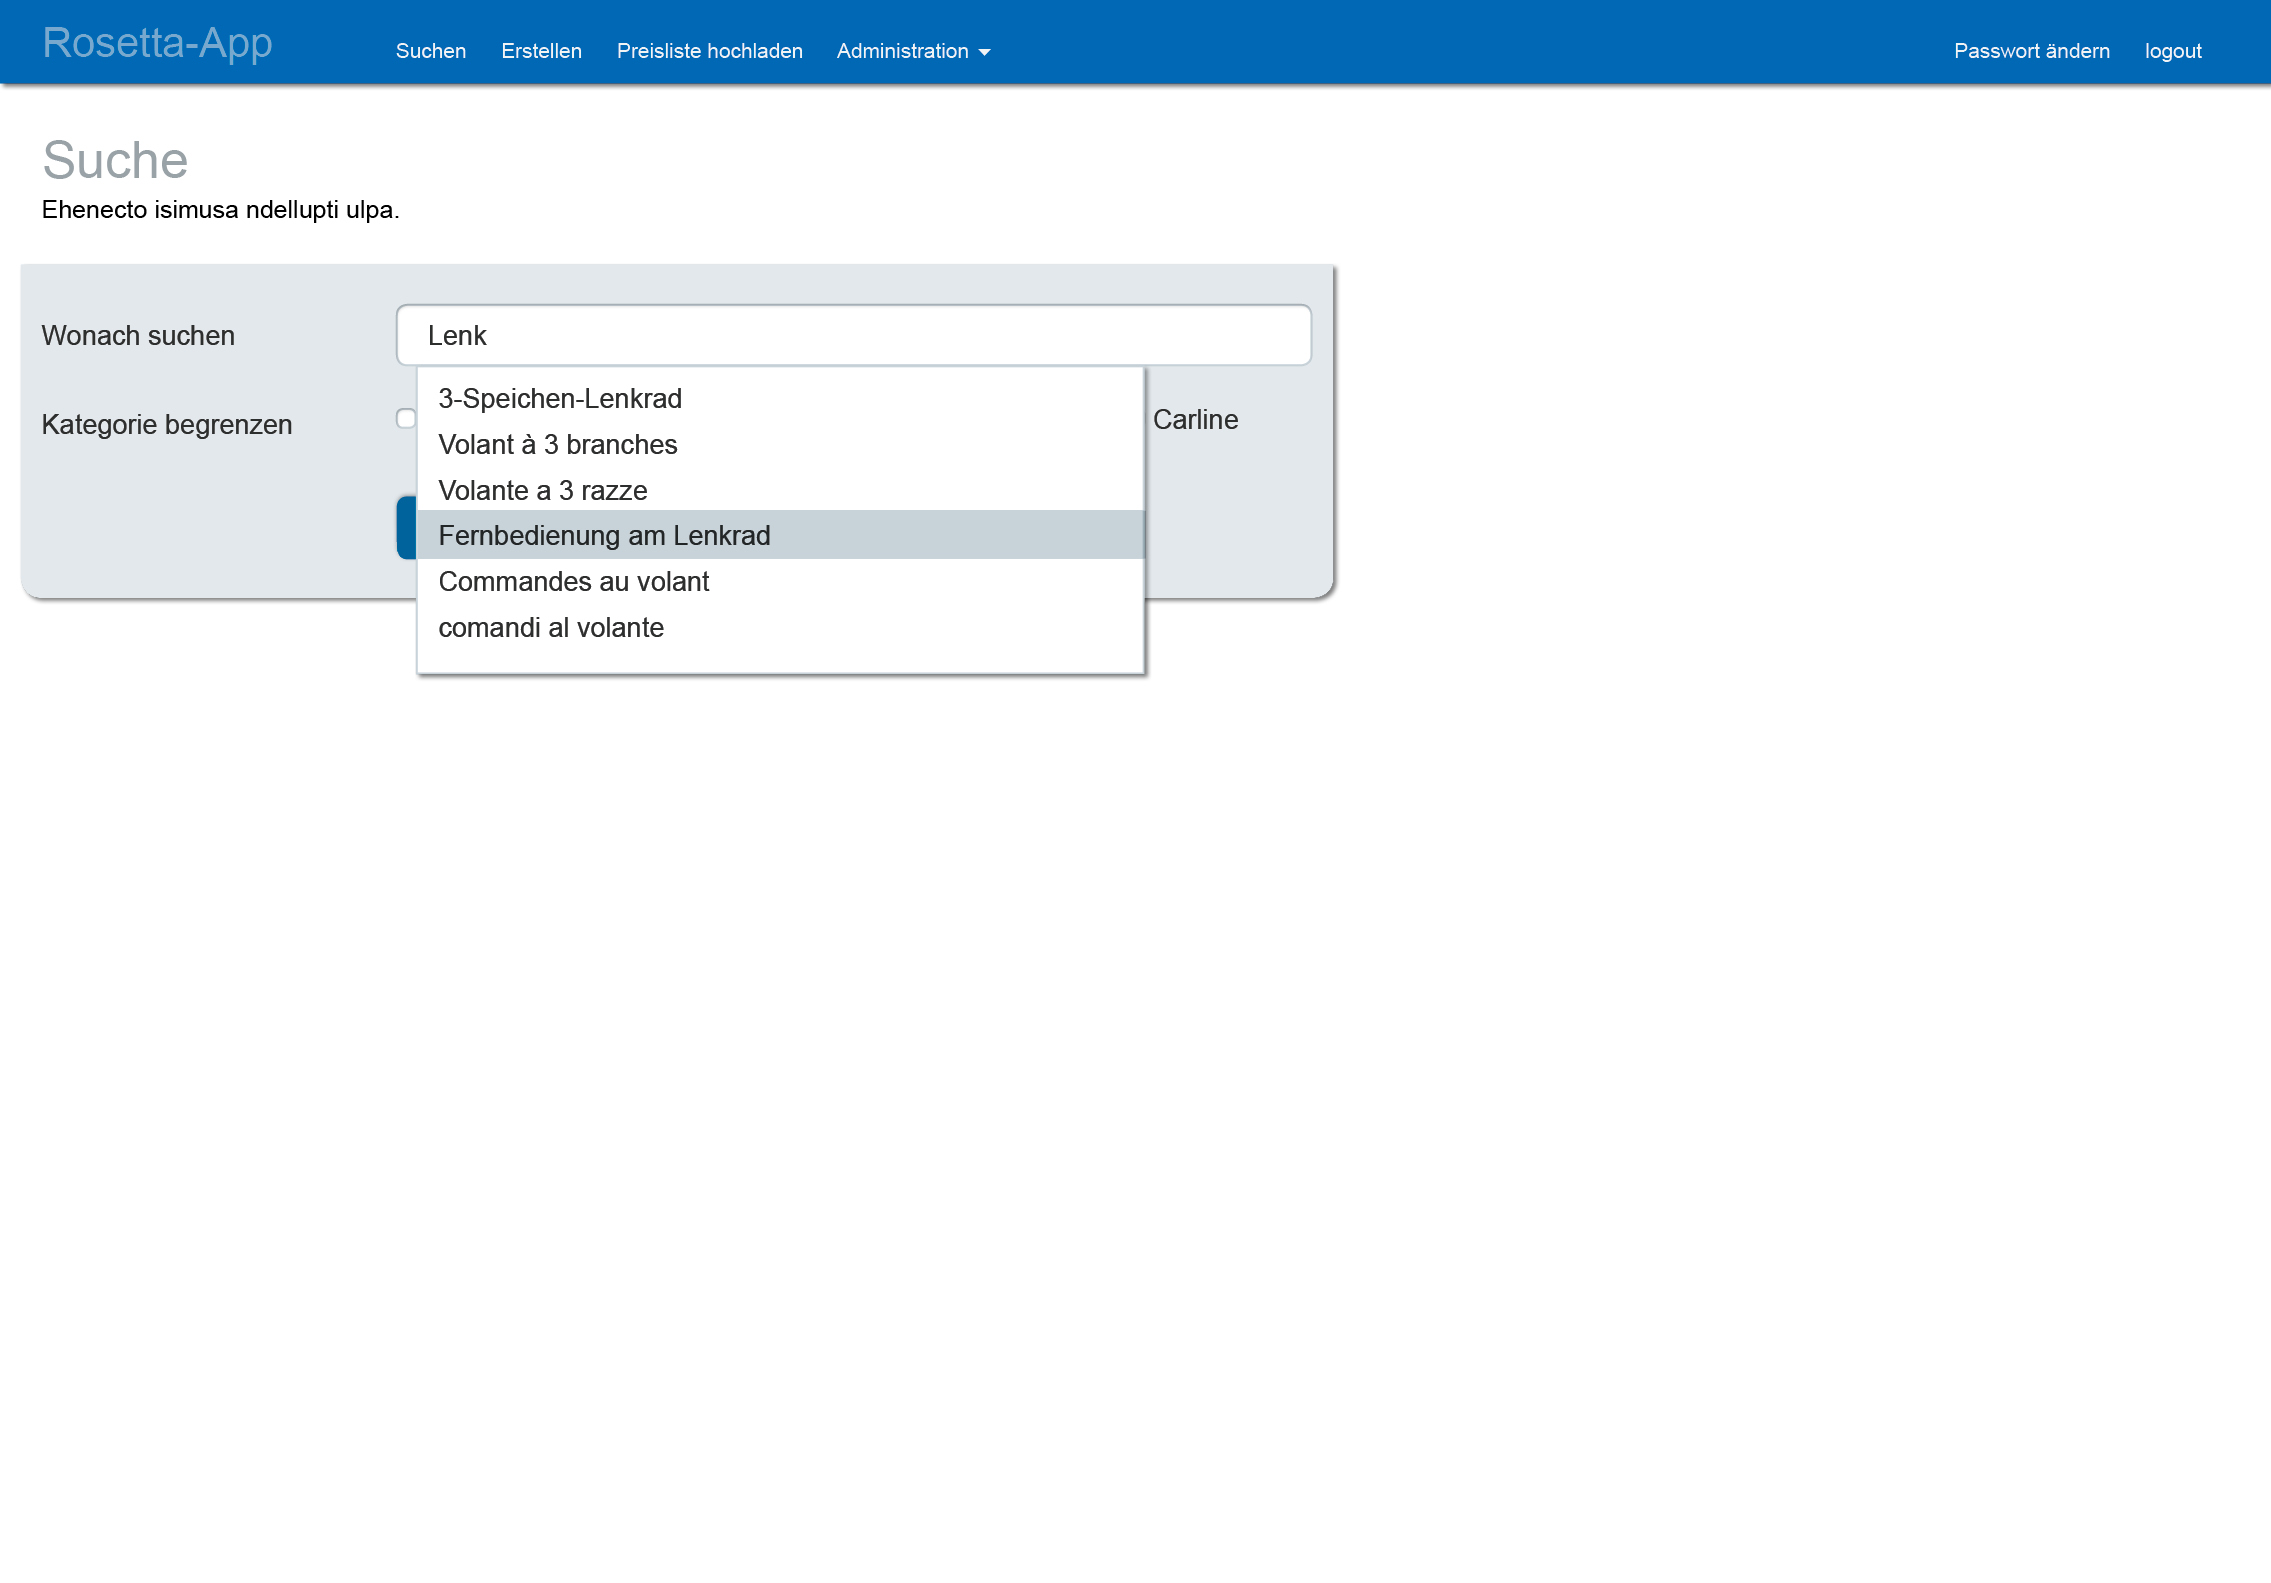 Rosetta-App Suchen Erstellen Preisliste hochladen Administration Passwort ändern logout
Suche
Ehenecto isimusa ndellupti ulpa.
Wonach suchen Lenk
3-Speichen-Lenkrad
Kategorie begrenzen Carline
Volant à 3 branches
Volante a 3 razze
Fernbedienung am Lenkrad
Commandes au volant
comandi al volante